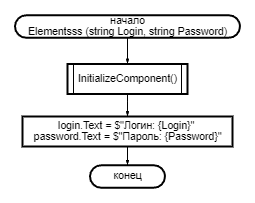 начало
Elementsss (string Login, string Password)
InitializeComponent()
login.Text = $"Логин: {Login}"
password.Text = $"Пароль: {Password}"
конец